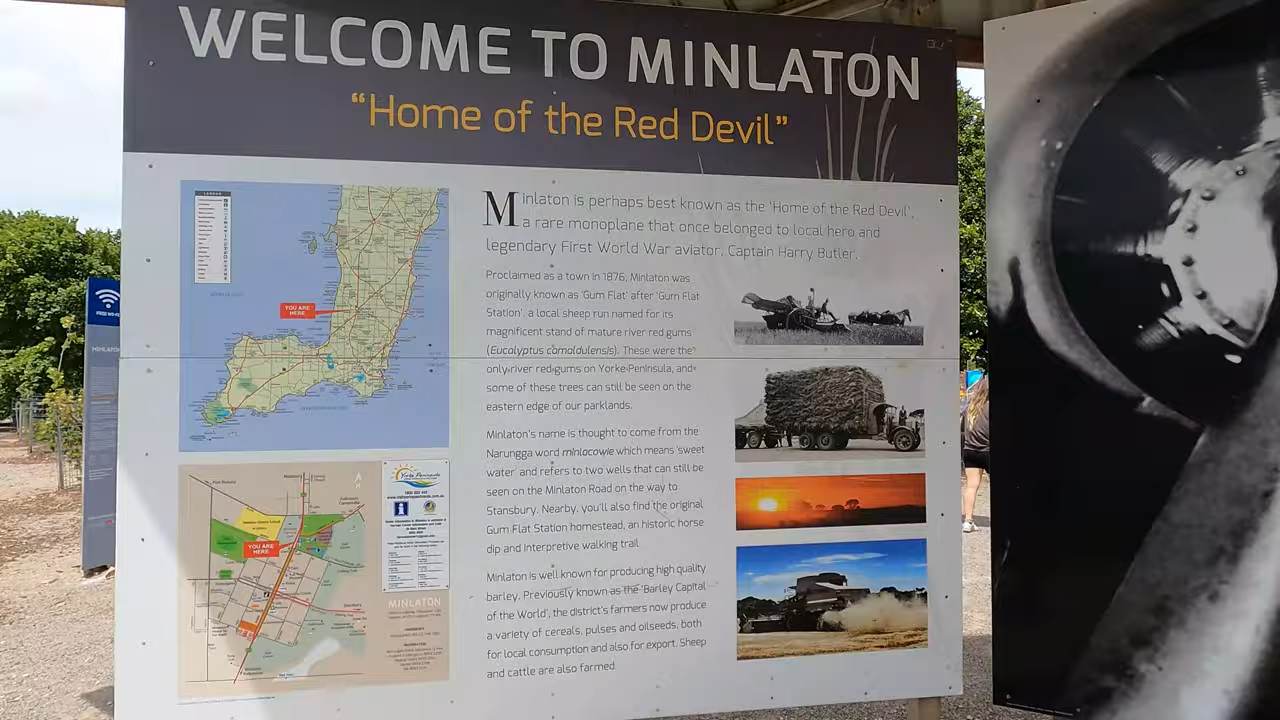 WELCOME TO MINLATON
“Home of the Red Devil”
Minlaton is perhaps best known as the ‘Home of the Red Devil’,
a rare monoplane that once belonged to local hero and
legendary First World War aviator, Captain Harry Butler.
Proclaimed as a town in 1876, Minlaton was
originally known as ‘Gum Flat’ after ‘Gum Flat
Station’, a local sheep run named for its
magnificent stand of mature river red gums
(Eucalyptus camaldulensis). These were the
only river red gums on Yorke Peninsula, and
some of these trees can still be seen on the
eastern edge of our parklands.
Minlaton’s name is thought to come from the
Narungga word minlacowie which means ‘sweet
water’ and refers to two wells that can still be
seen on the Minlaton Road on the way to
Stansbury. Nearby, you’ll also find the original
Gum Flat Station homestead, an historic horse
dip and interpretive walking trail.
Minlaton is well known for producing high quality
barley. Previously known as the ‘Barley Capital
of the World’, the district’s farmers now produce
a variety of cereals, pulses and oilseeds, both
for local consumption and also for export. Sheep
and cattle are also farmed.
YOU ARE
HERE
YOU ARE
HERE
Yorke Peninsula
MINLATON
FREE WI-FI
MINLATON